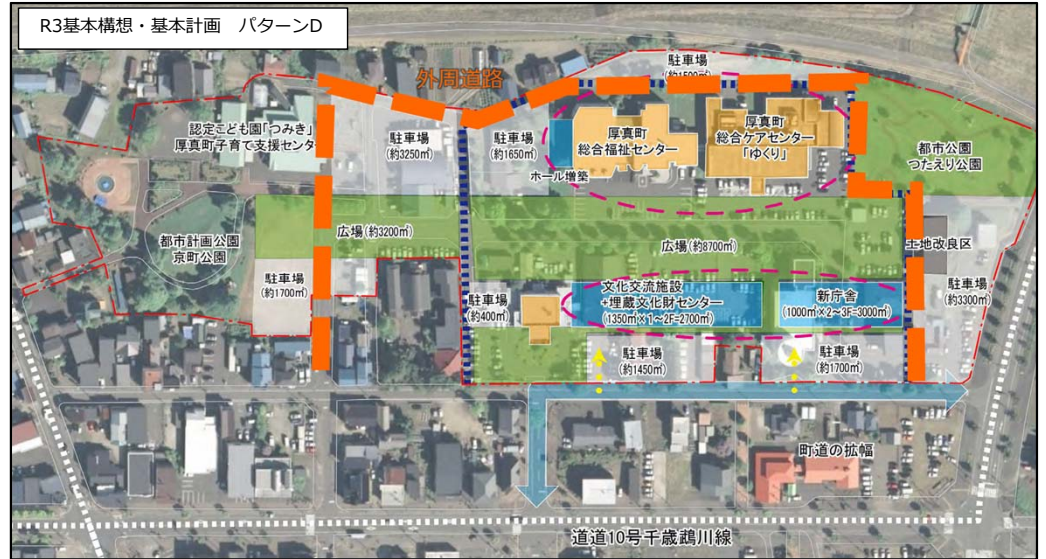 R3基本構想・基本計画　パターンD
外周道路
駐車場
(約1500㎡)
認定こども園「つみき」
厚真町子育て支援センター
駐車場
(約3250㎡)
駐車場
(約1650㎡)
厚真町
総合福祉センター
厚真町
総合ケアセンター
「ゆくり」
ホール増築
都市公園
つたえり公園
都市計画公園
京町公園
広場(約3200㎡)
広場(約8700㎡)
土地改良区
駐車場
(約1700㎡)
駐車場
(約400㎡)
文化交流施設
+埋蔵文化財センター
(1350㎡×1～2F=2700㎡)
新庁舎
(1000㎡×2～3F=3000㎡)
駐車場
(約3300㎡)
駐車場
(約1450㎡)
駐車場
(約1700㎡)
町道の拡幅
道道10号千歳鵡川線